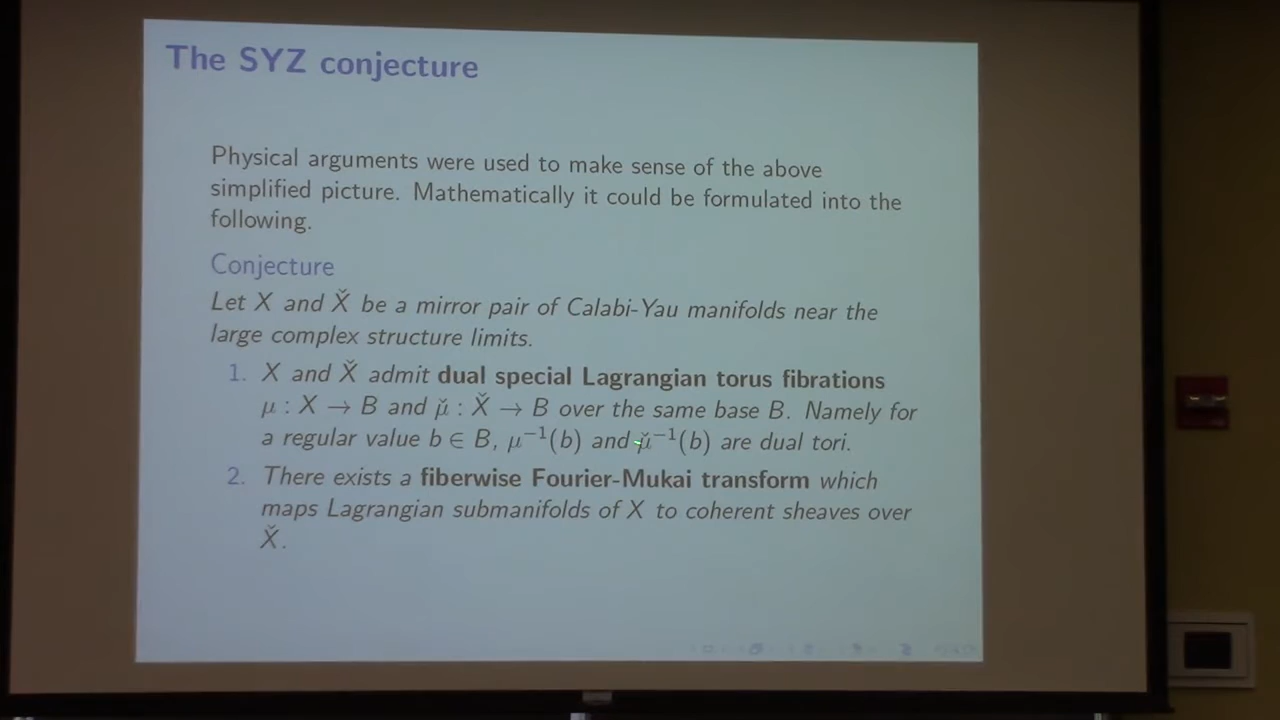 The SYZ conjecture
Physical arguments were used to make sense of the above
simplified picture. Mathematically it could be formulated into the
following.
Conjecture
Let X and X̌ be a mirror pair of Calabi-Yau manifolds near the
large complex structure limits.
1. X and X̌ admit dual special Lagrangian torus fibrations
μ : X → B and μ̌ : X̌ → B over the same base B. Namely for
a regular value b ∈ B, μ⁻¹(b) and μ̌⁻¹(b) are dual tori.
2. There exists a fiberwise Fourier-Mukai transform which
maps Lagrangian submanifolds of X to coherent sheaves over
X̌.